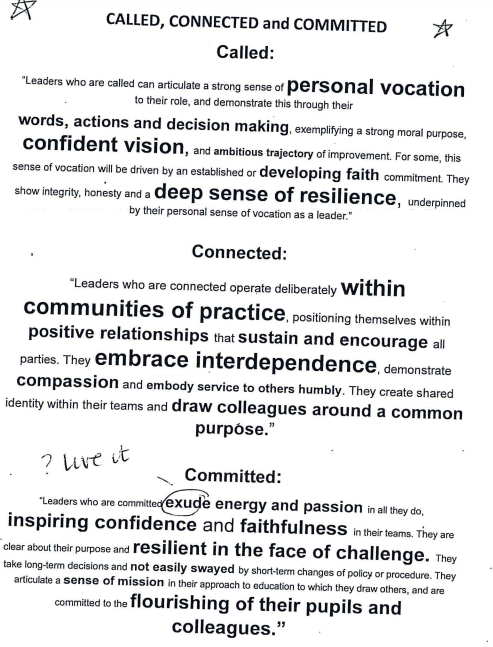 CALLED, CONNECTED and COMMITTED
Called:
"Leaders who are called can articulate a strong sense of personal vocation
to their role, and demonstrate this through their
words, actions and decision making, exemplifying a strong moral purpose,
confident vision, and ambitious trajectory of improvement. For some, this
sense of vocation will be driven by an established or developing faith commitment. They
show integrity, honesty and a deep sense of resilience, underpinned
by their personal sense of vocation as a leader."
Connected:
"Leaders who are connected operate deliberately within
communities of practice, positioning themselves within
positive relationships that sustain and encourage all
parties. They embrace interdependence, demonstrate
compassion and embody service to others humbly. They create shared
identity within their teams and draw colleagues around a common
purpose."
? Live it
Committed:
"Leaders who are committed exude energy and passion in all they do,
inspiring confidence and faithfulness in their teams. They are
clear about their purpose and resilient in the face of challenge. They
take long-term decisions and not easily swayed by short-term changes of policy or procedure. They
articulate a sense of mission in their approach to education to which they draw others, and are
committed to the flourishing of their pupils and
colleagues."